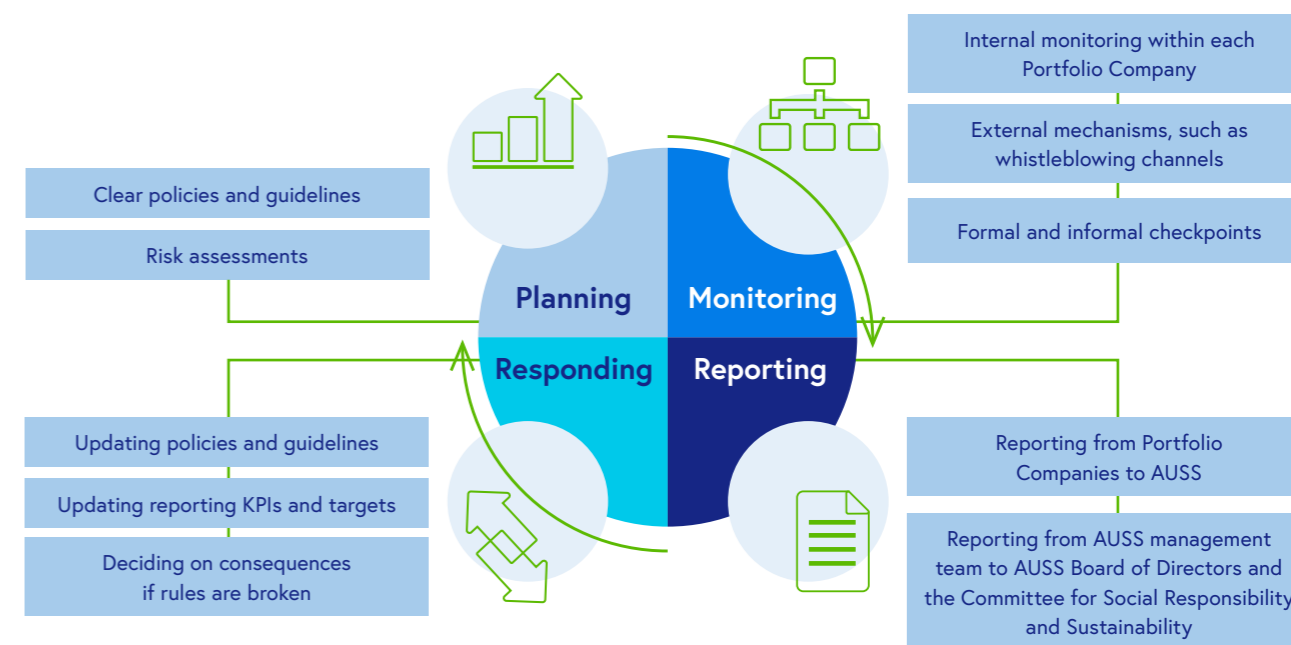 Clear policies and guidelines
Risk assessments
Planning
Monitoring
Internal monitoring within each
Portfolio Company
External mechanisms, such as
whistleblowing channels
Formal and informal checkpoints
Responding
Reporting
Updating policies and guidelines
Updating reporting KPIs and targets
Deciding on consequences
if rules are broken
Reporting from Portfolio
Companies to AUSS
Reporting from AUSS management
team to AUSS Board of Directors and
the Committee for Social Responsibility
and Sustainability